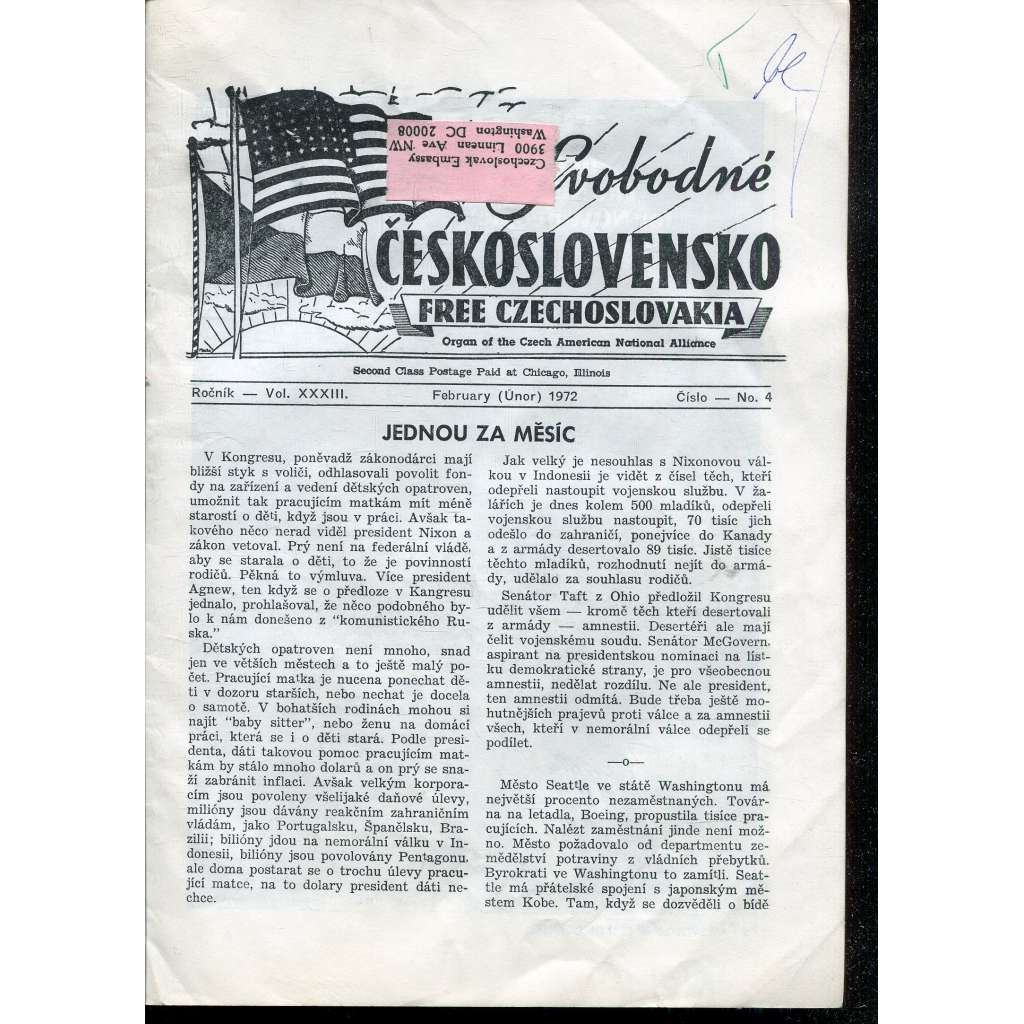 Czechoslovak Embassy
3900 Linnean Ave NW
Washington DC 20008
Svobodné
ČESKOSLOVENSKO
FREE CZECHOSLOVAKIA
Organ of the Czech American National Alliance
Second Class Postage Paid at Chicago, Illinois
Ročník — Vol. XXXIII. February (Únor) 1972 Číslo — No. 4
JEDNOU ZA MĚSÍC
V Kongresu, poněvadž zákonodárci mají
bližší styk s voliči, odhlasovali povolit fon-
dy na zařízení a vedení dětských opatroven,
umožnit tak pracujícím matkám mít méně
starostí o děti, když jsou v práci. Avšak ta-
kového něco nerad viděl president Nixon a
zákon vetoval. Prý není na federální vládě,
aby se starala o děti, to že je povinností
rodičů. Pěkná to výmluva. Více president
Agnew, ten když se o předloze v Kangresu
jednalo, prohlašoval, že něco podobného by-
lo k nám donešeno z "komunistického Ru-
ska."
Dětských opatroven není mnoho, snad
jen ve větších městech a to ještě malý po-
čet. Pracující matka je nucena ponechat dě-
ti v dozoru starších, nebo nechat je docela
o samotě. V bohatších rodinách mohou si
najít "baby sitter", nebo ženu na domácí
práci, která se i o děti stará. Podle presi-
denta, dáti takovou pomoc pracujícím mat-
kám by stálo mnoho dolarů a on prý se sna-
ží zabránit inflaci. Avšak velkým korpora-
cím jsou povoleny všelijaké daňové úlevy,
milióny jsou dávány reakčním zahraničním
vládám, jako Portugalsku, Španělsku, Bra-
zilii; bilióny jdou na nemorální válku v In-
donesii, bilióny jsou povolovány Pentagonu,
ale doma postarat se o trochu úlevy pracu-
jící matce, na to dolary president dáti ne-
chce.
Jak velký je nesouhlas s Nixonovou vál-
kou v Indonesii je vidět z čísel těch, kteří
odepřeli nastoupit vojenskou službu. V ža-
lářích je dnes kolem 500 mladíků, odepřeli
vojenskou službu nastoupit, 70 tisíc jich
odešlo do zahraničí, ponejvíce do Kanady
a z armády desertovalo 89 tisíc. Jistě tisíce
těchto mladíků, rozhodnutí nejít do armá-
dy, udělalo za souhlasu rodičů.
Senátor Taft z Ohio předložil Kongresu
udělit všem — kromě těch kteří desertovali
z armády — amnestii. Desertéři ale mají
čelit vojenskému soudu. Senátor McGovern,
aspirant na presidentskou nominaci na líst-
ku demokratické strany, je pro všeobecnou
amnestii, nedělat rozdílu. Ne ale president,
ten amnestii odmítá. Bude třeba ještě mo-
hutnějších prajevů proti válce a za amnestii
všech, kteří v nemorální válce odepřeli se
podílet.
—o—
Město Seattle ve státě Washingtonu má
největší procento nezaměstnaných. Továr-
na na letadla, Boeing, propustila tisíce pra-
cujících. Nalézt zaměstnání jinde není mož-
no. Město požadovalo od departmentu ze-
mědělství potraviny z vládních přebytků.
Byrokrati ve Washingtonu to zamítli. Seat-
tle má přátelské spojení s japonským mě-
stem Kobe. Tam, když se dozvěděli o bídě